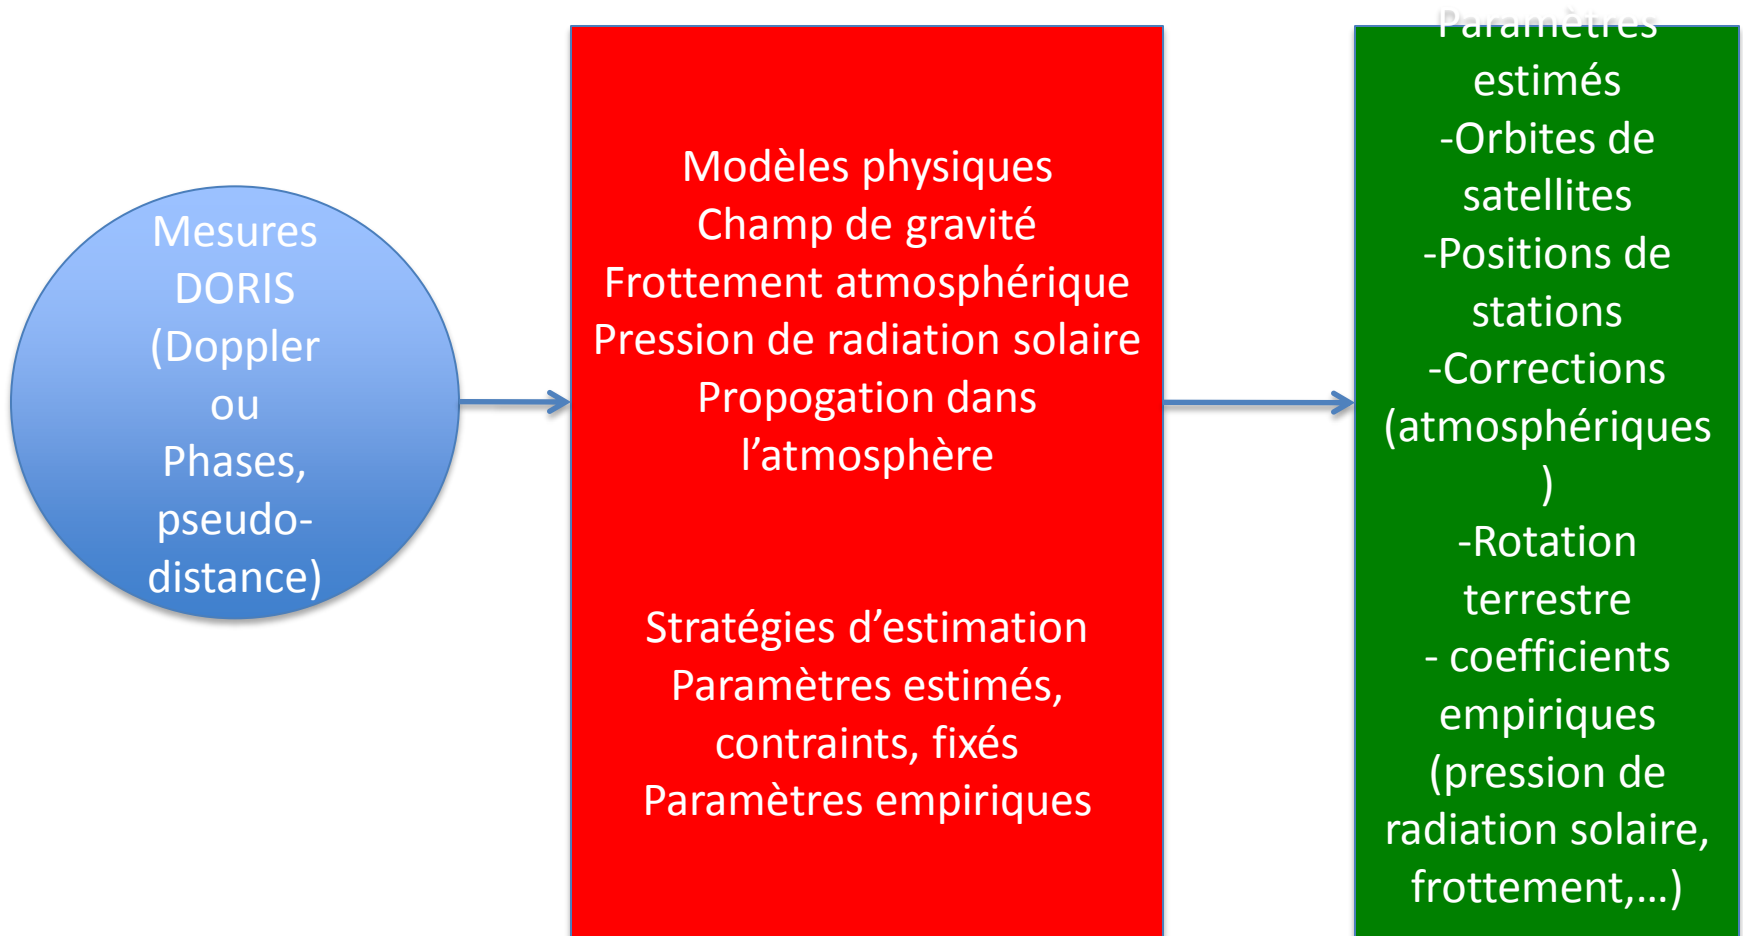 Mesures
DORIS
(Doppler
ou
Phases,
pseudo-
distance)
Modèles physiques
Champ de gravité
Frottement atmosphérique
Pression de radiation solaire
Propogation dans
l’atmosphère
Stratégies d’estimation
Paramètres estimés,
contraints, fixés
Paramètres empiriques
Paramètres
estimés
-Orbites de
satellites
-Positions de
stations
-Corrections
(atmosphériques
)
-Rotation
terrestre
- coefficients
empiriques
(pression de
radiation solaire,
frottement,...)